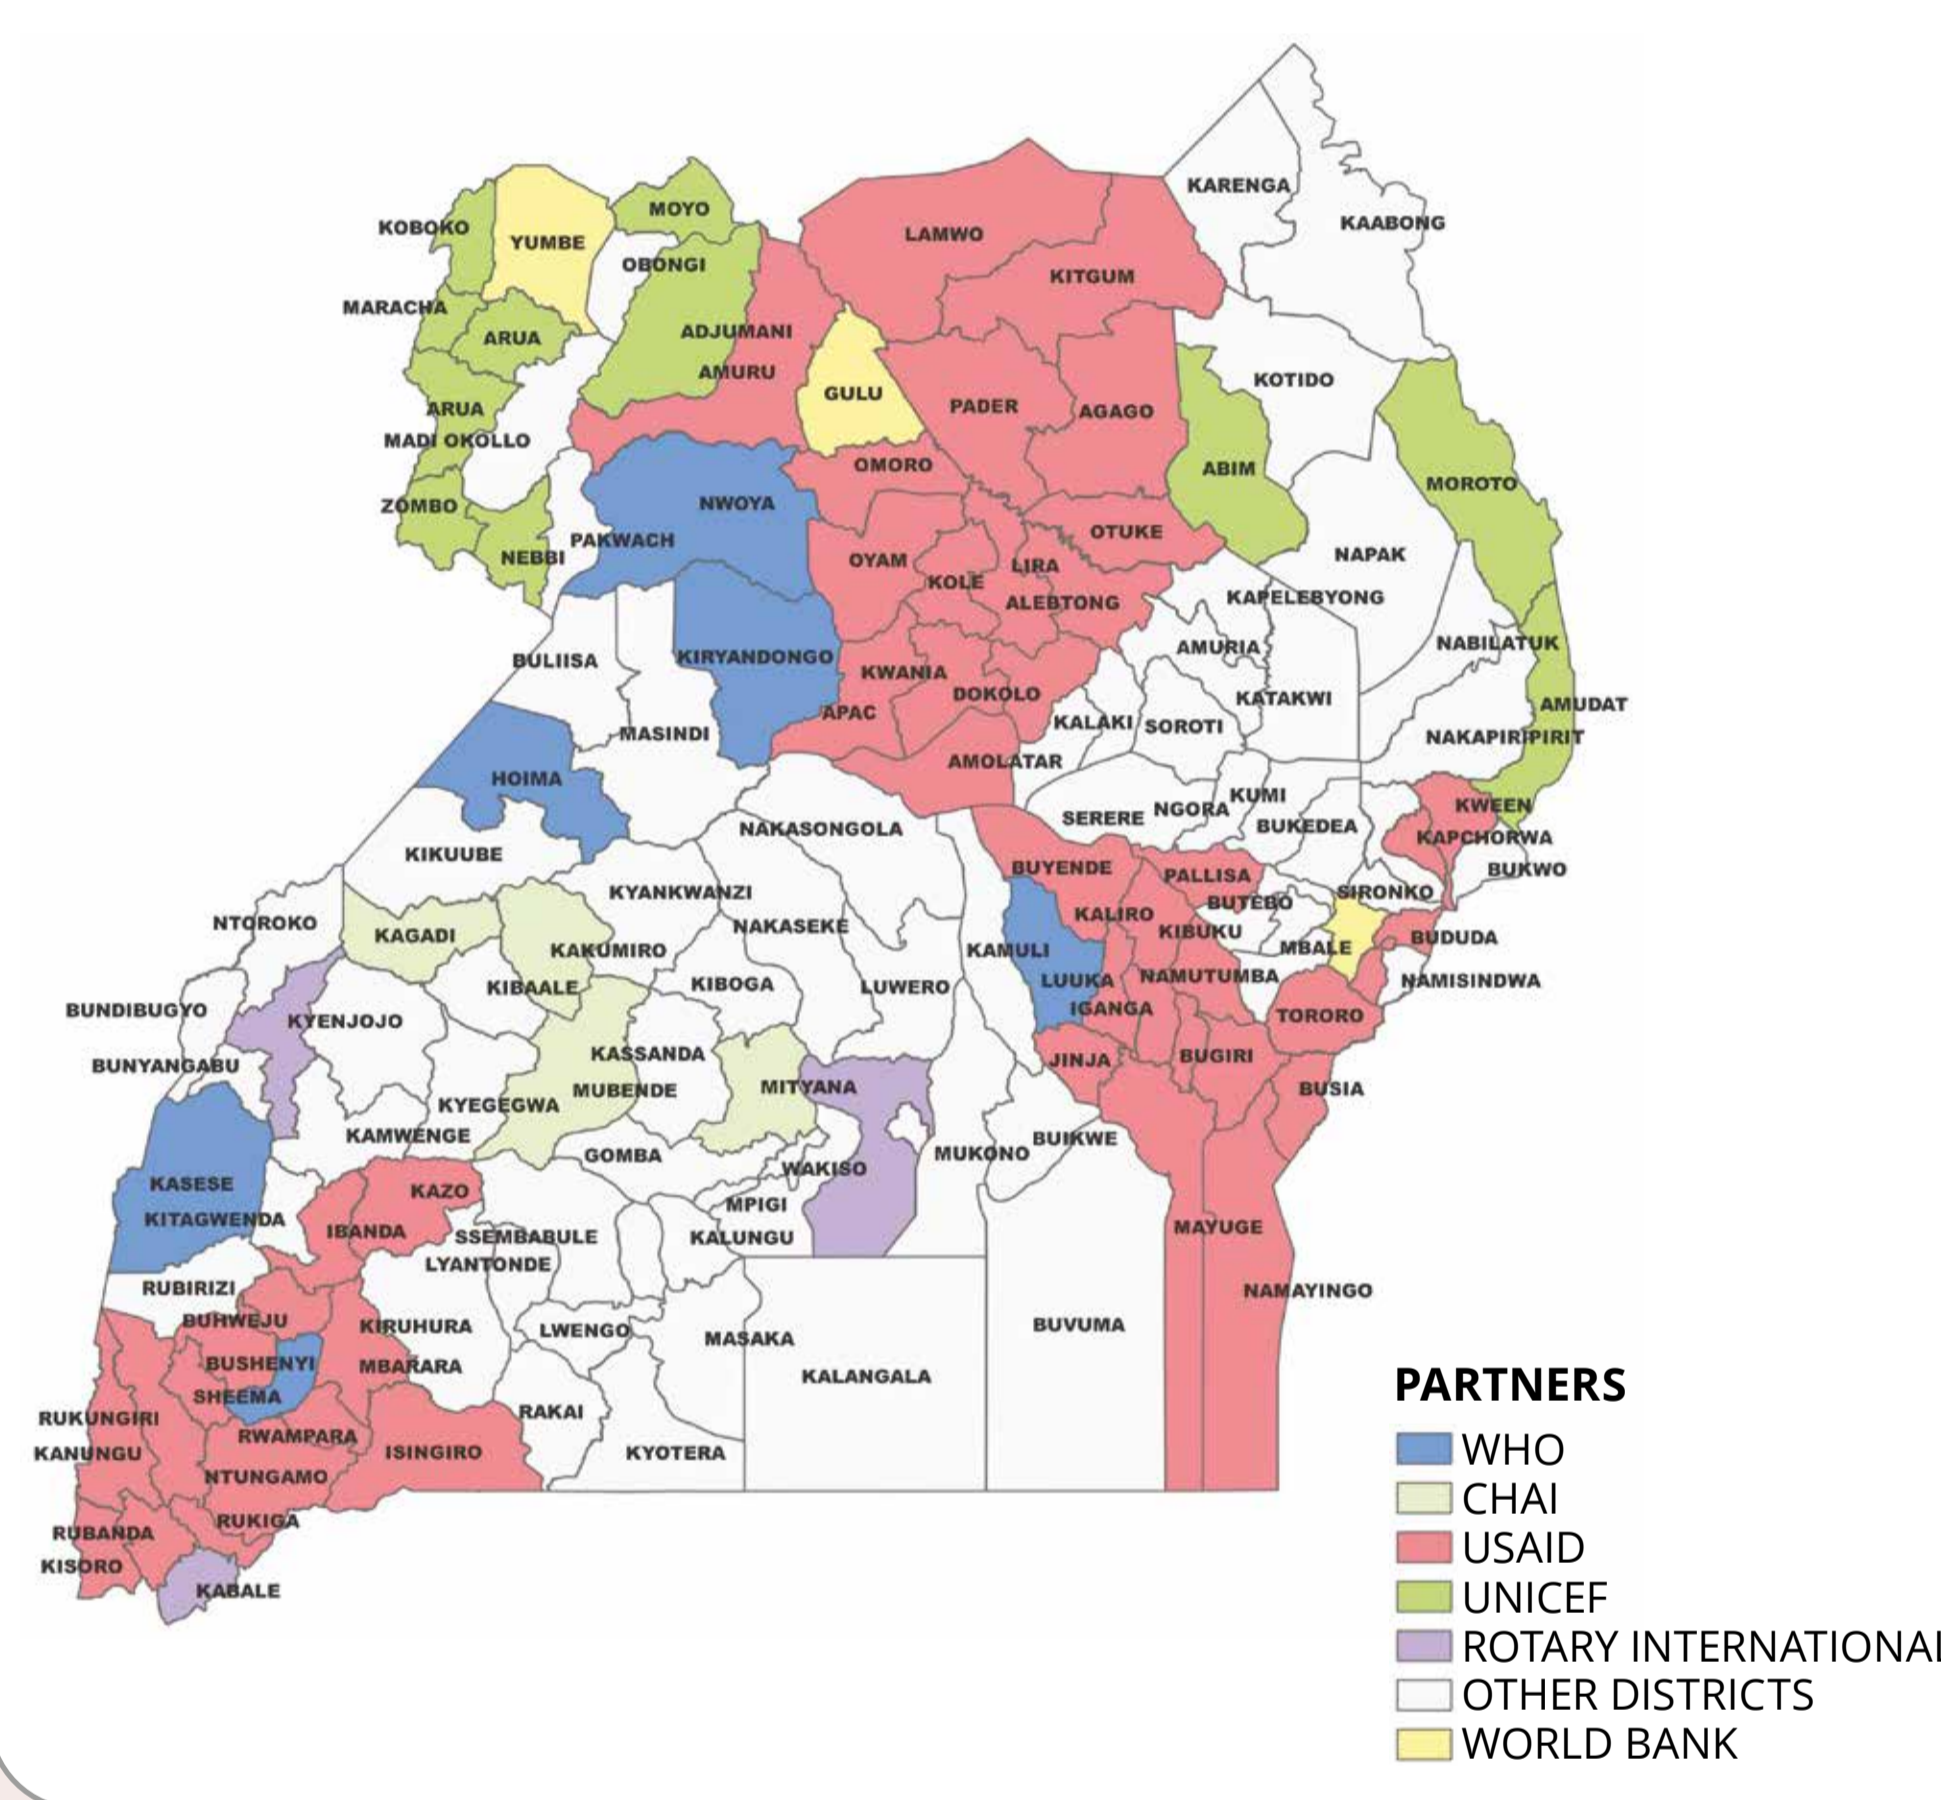 KARENGA
KAABONG
MOYO
KOBOKO
YUMBE
LAMWO
OBONGI
KITGUM
MARACHA
ARUA
ADJUMANI
AMURU
GULU
KOTIDO
PADER
AGAGO
ARUA
MADI OKOLLO
OMORO
ABIM
MOROTO
ZOMBO
NWOYA
OTUKE
PAKWACH
NEBBI
OYAM
LIRA
NAPAK
KOLE
ALEBTONG
KAPELEBYONG
BULIISA
KIRYANDONGO
AMURIA
NABILATUK
KWANIA
DOKOLO
KATAKWI
AMUDAT
APAC
KALAKI
SOROTI
MASINDI
NAKAPIRIPIRIT
AMOLATAR
HOIMA
KUMI
KWEEN
NGORA
SERERE
NAKASONGOLA
BUKEDEA
KAPCHORWA
KIKUUBE
BUYENDE
PALLISA
BUKWO
KYANKWANZI
SIRONKO
BUTEBO
NTOROKO
KAGADI
NAKASEKE
KALIRO
KIBUKU
KAKUMIRO
KAMULI
MBALE
BUDUDA
KIBAALE
KIBOGA
LUWERO
LUUKA
NAMUTUMBA
NAMISINDWA
BUNDIBUGYO
KYENJOJO
IGANGA
TORORO
BUNYANGABU
KASSANDA
JINJA
BUGIRI
MUBENDE
MITYANA
BUSIA
KYEGEGWA
KAMWENGE
GOMBA
BUIKWE
MUKONO
WAKISO
KASESE
KAZO
MPIGI
KITAGWENDA
IBANDA
SSEMBABULE
KALUNGU
MAYUGE
LYANTONDE
RUBIRIZI
NAMAYINGO
BUHWEJU
KIRUHURA
LWENGO
MASAKA
BUVUMA
BUSHENYI
MBARARA
KALANGALA
SHEEMA
RUKUNGIRI
RAKAI
RWAMPARA
KANUNGU
ISINGIRO
KYOTERA
NTUNGAMO
RUKIGA
RUBANDA
KISORO
KABALE
PARTNERS
WHO
CHAI
USAID
UNICEF
ROTARY INTERNATIONAL
OTHER DISTRICTS
WORLD BANK